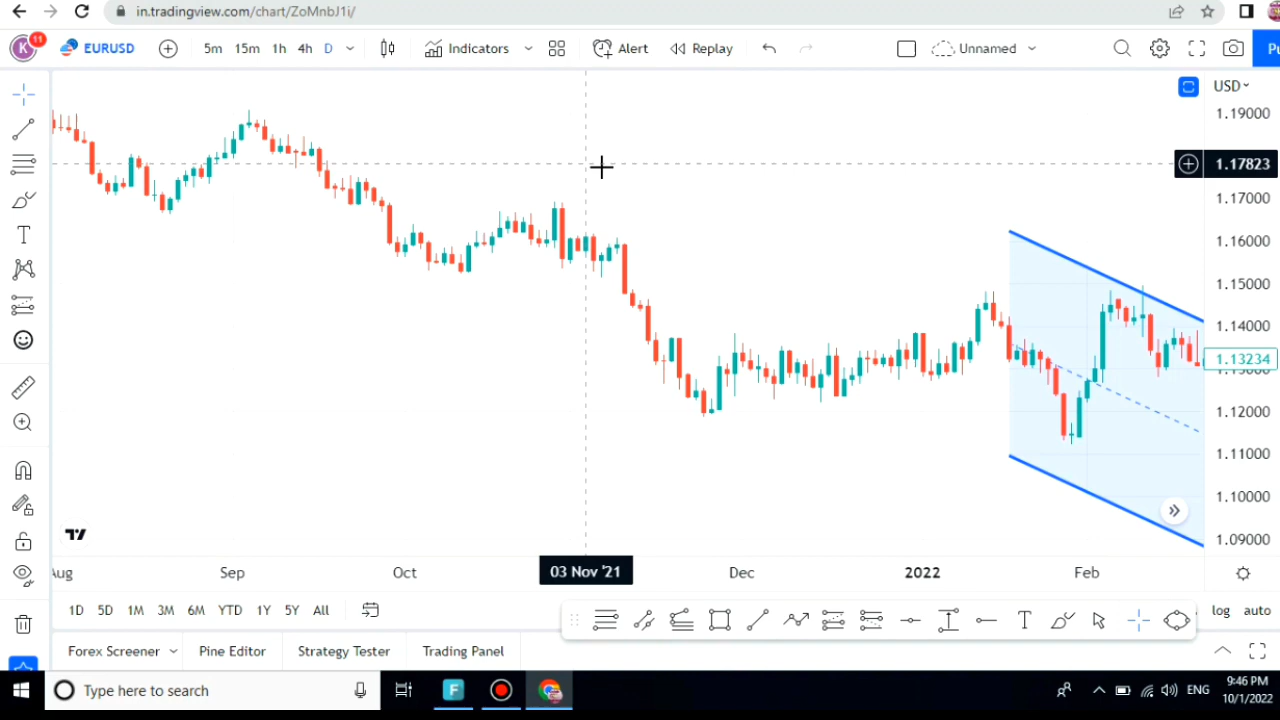 in.tradingview.com/chart/ZoMnbJ1i/
K 11 EURUSD 5m 15m 1h 4h D Indicators Alert Replay Unnamed Pu
USD
1.19000
1.17823
1.17000
1.16000
1.15000
1.14000
1.13234
1.13000
1.12000
1.11000
1.10000
1.09000
Aug Sep Oct 03 Nov '21 Dec 2022 Feb
1D 5D 1M 3M 6M YTD 1Y 5Y All log auto
T
T
Forex Screener Pine Editor Strategy Tester Trading Panel
Type here to search F ENG 9:46 PM
10/1/2022